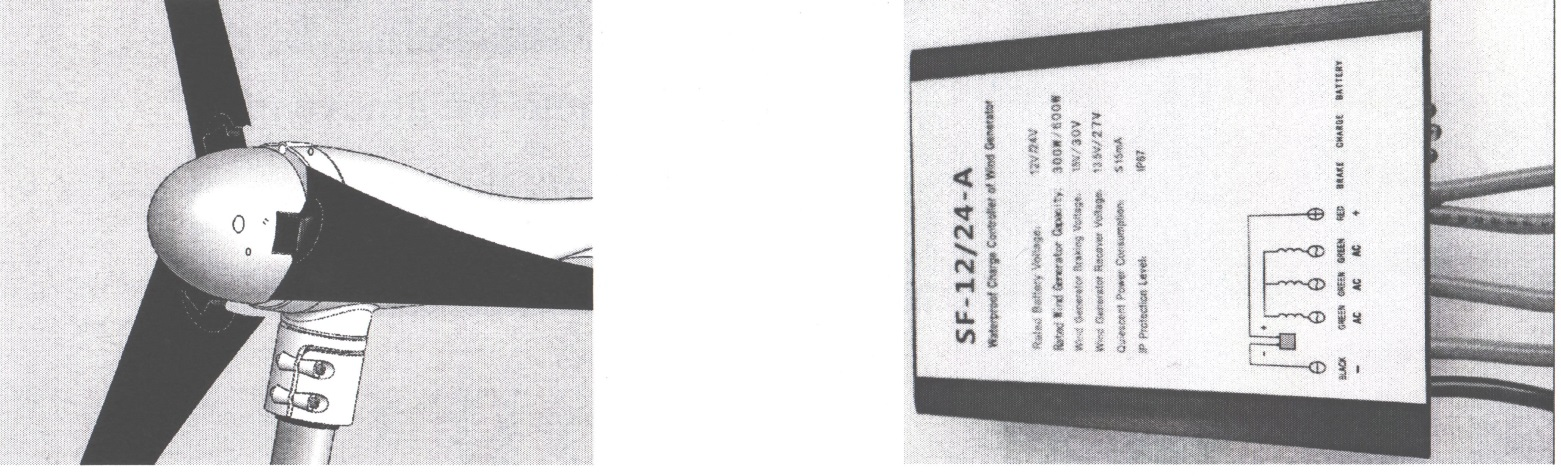 SF-12/24-A
Waterproof Charge Controller of Wind Generator
Rated Battery Voltage: 12V/24V
Rated Wind Generator Capacity: 300W/600W
Wind Generator Braking Voltage: 15V/30V
Wind Generator Recover Voltage: 13.5V/27V
Quiescent Power Consumption: ≤15mA
IP Protection Level: IP67
+
-
BLACK GREEN GREEN GREEN RED BRAKE CHARGE BATTERY
- AC AC AC +